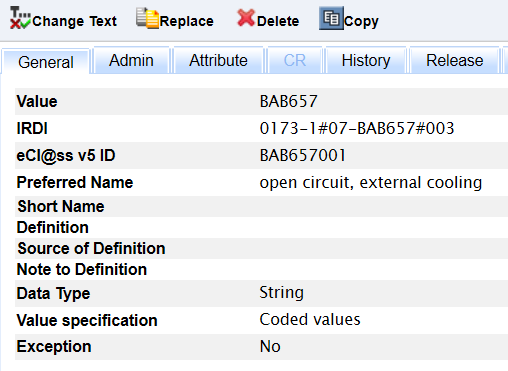 Change Text Replace Delete Copy
General Admin Attribute CR History Release
Value BAB657
IRDI 0173-1#07-BAB657#003
eCl@ss v5 ID BAB657001
Preferred Name open circuit, external cooling
Short Name
Definition
Source of Definition
Note to Definition
Data Type String
Value specification Coded values
Exception No